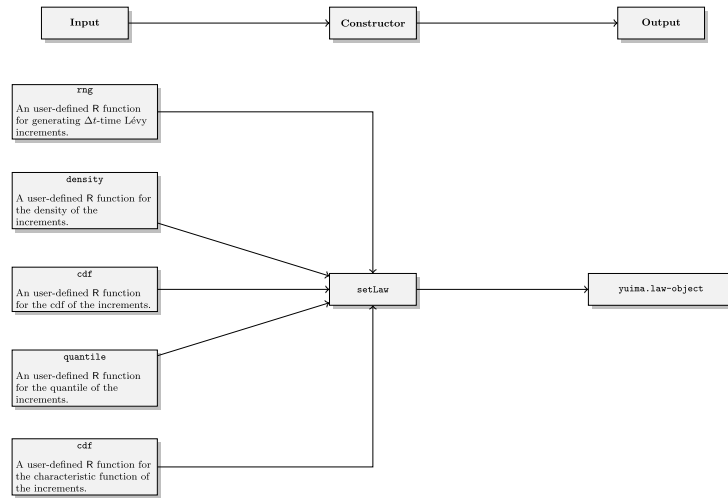 Input
Constructor
Output
rng
An user-defined R function
for generating Δt-time Lévy
increments.
density
A user-defined R function for
the density of the
increments.
cdf
An user-defined R function
for the cdf of the increments.
setLaw
yuima.law-object
quantile
An user-defined R function
for the quantile of the
increments.
cdf
A user-defined R function for
the characteristic function of
the increments.